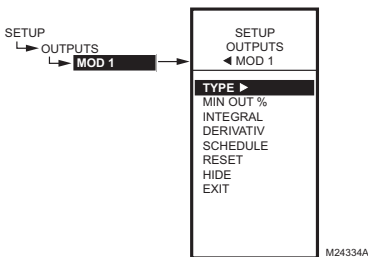 SETUP
OUTPUTS
MOD 1
SETUP
OUTPUTS
◀ MOD 1
TYPE ▶
MIN OUT %
INTEGRAL
DERIVATIV
SCHEDULE
RESET
HIDE
EXIT
M24334A